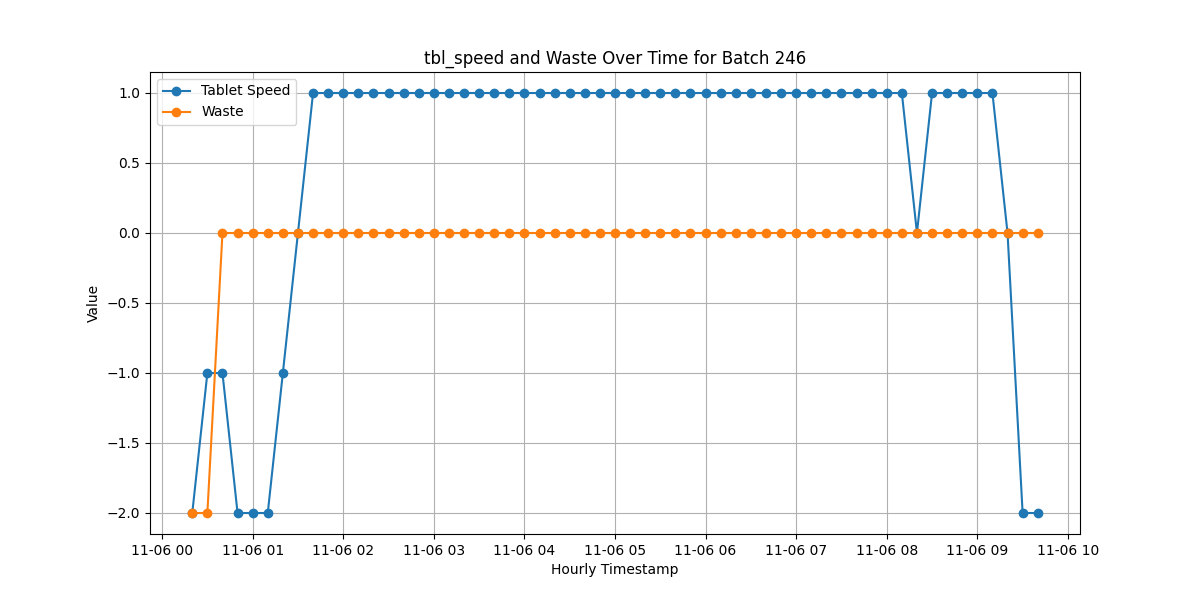 tbl_speed and Waste Over Time for Batch 246
Tablet Speed
Waste
1.0
0.5
0.0
−0.5
−1.0
−1.5
−2.0
Value
11-06 00 11-06 01 11-06 02 11-06 03 11-06 04 11-06 05 11-06 06 11-06 07 11-06 08 11-06 09 11-06 10
Hourly Timestamp